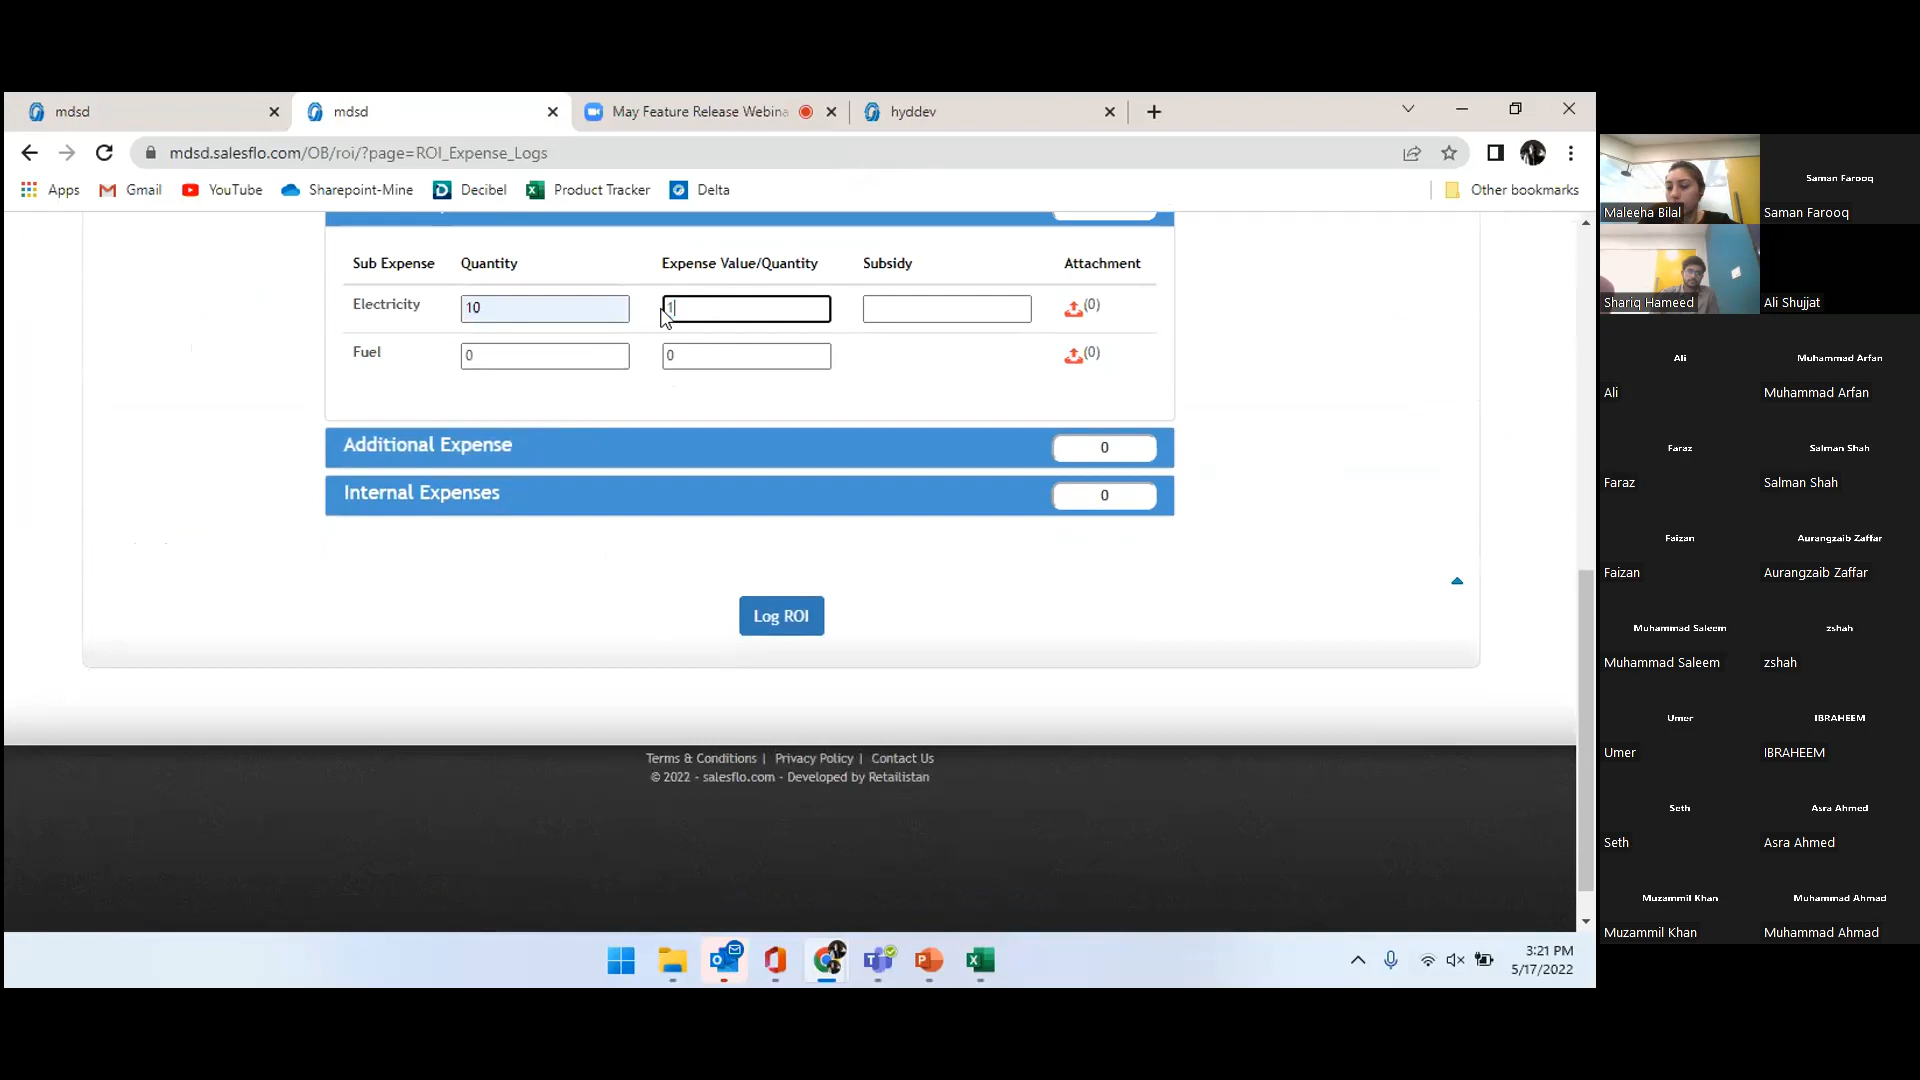 mdsd
mdsd
May Feature Release Webina
hyddev
mdsd.salesflo.com/OB/roi/?page=ROI_Expense_Logs
Apps
Gmail
YouTube
Sharepoint-Mine
Decibel
Product Tracker
Delta
Other bookmarks
Sub Expense Quantity Expense Value/Quantity Subsidy Attachment
Electricity 10 1 (0)
Fuel 0 0 (0)
Additional Expense 0
Internal Expenses 0
Log ROI
Terms & Conditions | Privacy Policy | Contact Us
© 2022 - salesflo.com - Developed by Retailistan
3:21 PM
5/17/2022
Maleeha Bilal
Saman Farooq
Saman Farooq
Shariq Hameed
Ali Shujjat
Ali
Muhammad Arfan
Ali
Muhammad Arfan
Faraz
Salman Shah
Faraz
Salman Shah
Faizan
Aurangzaib Zaffar
Faizan
Aurangzaib Zaffar
Muhammad Saleem
zshah
Muhammad Saleem
zshah
Umer
IBRAHEEM
Umer
IBRAHEEM
Seth
Asra Ahmed
Seth
Asra Ahmed
Muzammil Khan
Muhammad Ahmad
Muzammil Khan
Muhammad Ahmad